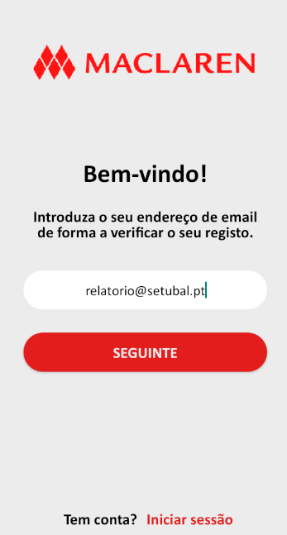 MACLAREN
Bem-vindo!
Introduza o seu endereço de email
de forma a verificar o seu registo.
relatorio@setubal.pt
SEGUINTE
Tem conta? Iniciar sessão